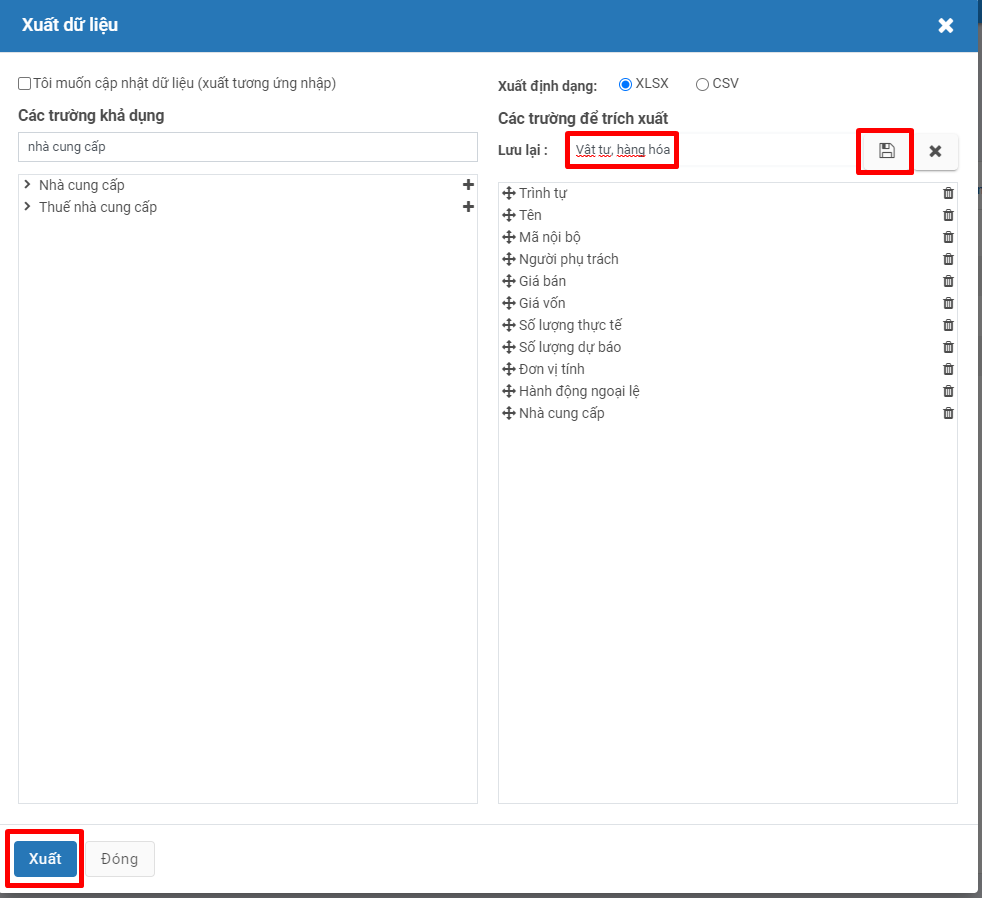 Xuất dữ liệu
Tôi muốn cập nhật dữ liệu (xuất tương ứng nhập)
Các trường khả dụng
nhà cung cấp
Nhà cung cấp
Thuế nhà cung cấp
Xuất định dạng: XLSX CSV
Các trường để trích xuất
Lưu lại : Vật tư, hàng hóa
Trình tự
Tên
Mã nội bộ
Người phụ trách
Giá bán
Giá vốn
Số lượng thực tế
Số lượng dự báo
Đơn vị tính
Hành động ngoại lệ
Nhà cung cấp
Xuất Đóng